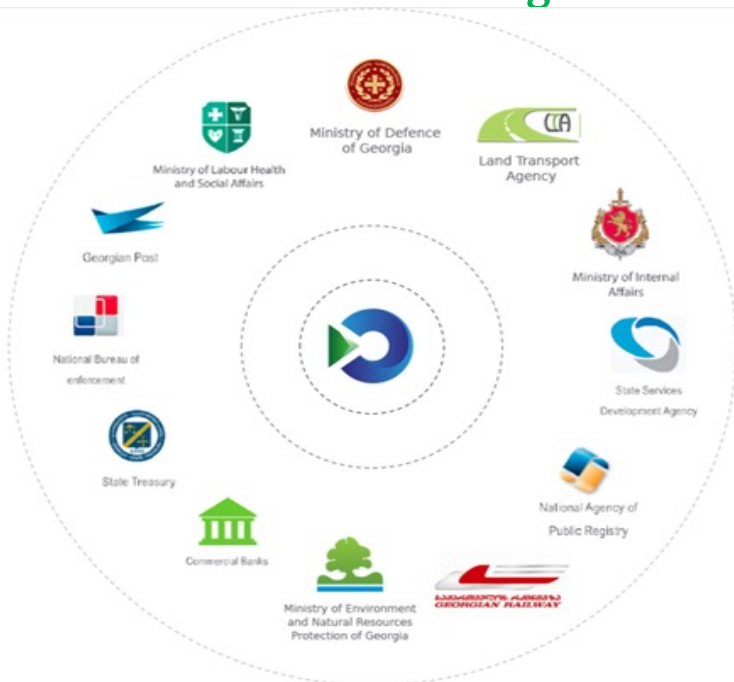 g
Ministry of Defence
of Georgia
LTA
Land Transport
Agency
Ministry of Internal
Affairs
State Services
Development Agency
National Agency of
Public Registry
GEORGIAN RAILWAY
Ministry of Environment
and Natural Resources
Protection of Georgia
Commercial Banks
State Treasury
National Bureau of
enforcement
Georgian Post
Ministry of Labour Health
and Social Affairs